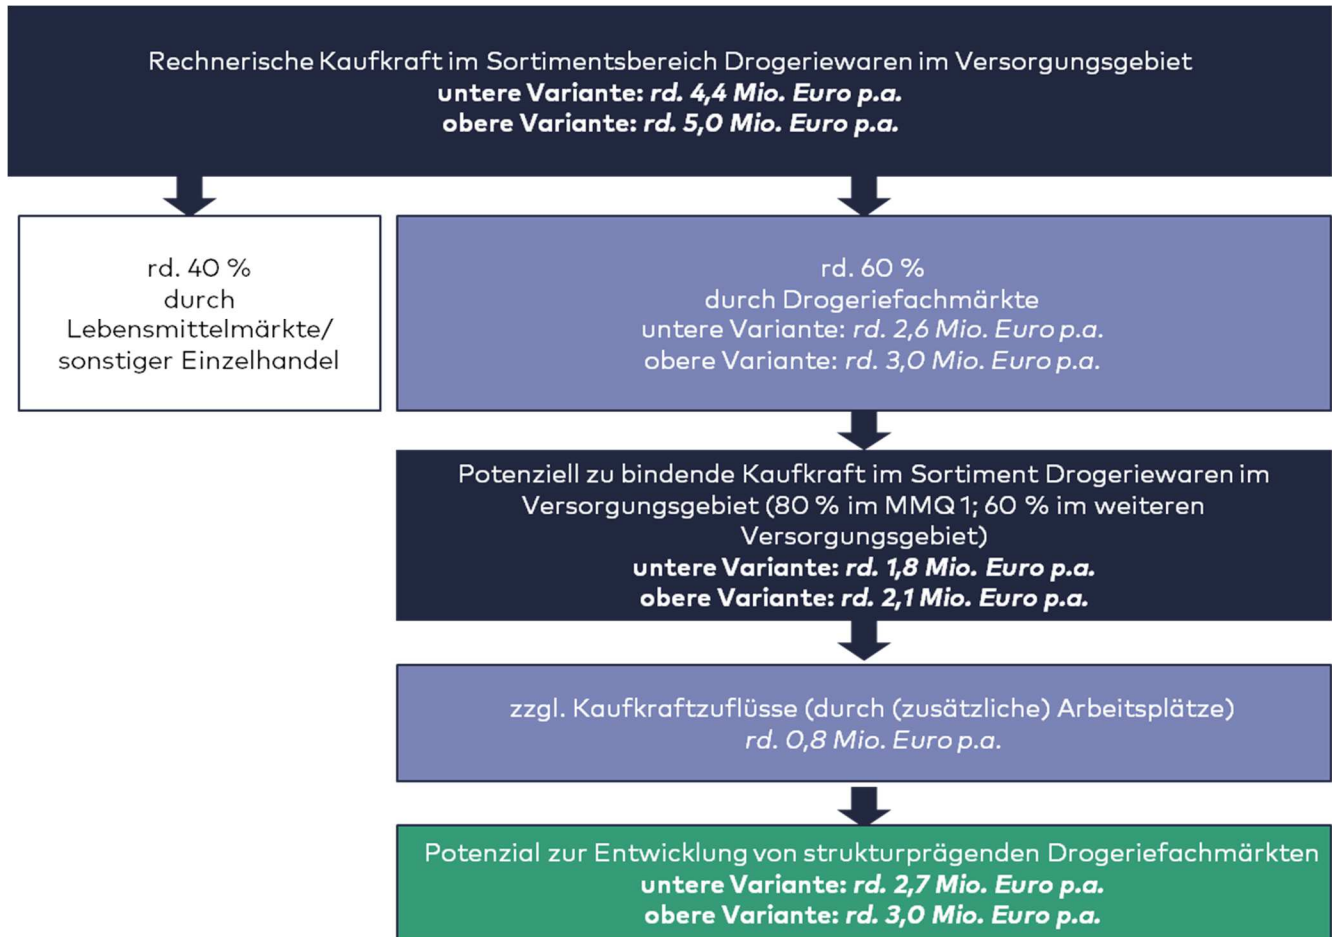 Rechnerische Kaufkraft im Sortimentsbereich Drogeriewaren im Versorgungsgebiet
untere Variante: rd. 4,4 Mio. Euro p.a.
obere Variante: rd. 5,0 Mio. Euro p.a.
rd. 40 %
durch
Lebensmittelmärkte/
sonstiger Einzelhandel
rd. 60 %
durch Drogeriefachmärkte
untere Variante: rd. 2,6 Mio. Euro p.a.
obere Variante: rd. 3,0 Mio. Euro p.a.
Potenziell zu bindende Kaufkraft im Sortiment Drogeriewaren im
Versorgungsgebiet (80 % im MMQ 1; 60 % im weiteren
Versorgungsgebiet)
untere Variante: rd. 1,8 Mio. Euro p.a.
obere Variante: rd. 2,1 Mio. Euro p.a.
zzgl. Kaufkraftzuflüsse (durch (zusätzliche) Arbeitsplätze)
rd. 0,8 Mio. Euro p.a.
Potenzial zur Entwicklung von strukturprägenden Drogeriefachmärkten
untere Variante: rd. 2,7 Mio. Euro p.a.
obere Variante: rd. 3,0 Mio. Euro p.a.